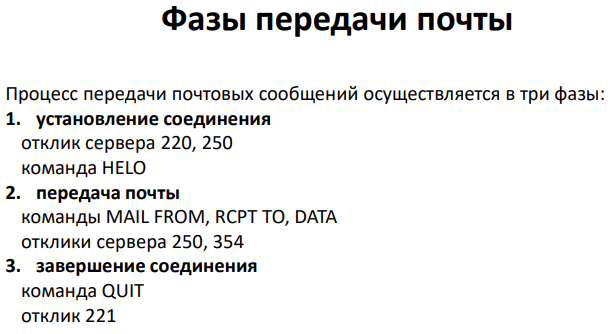 Фазы передачи почты
Процесс передачи почтовых сообщений осуществляется в три фазы:
1. установление соединения
отклик сервера 220, 250
команда HELO
2. передача почты
команды MAIL FROM, RCPT TO, DATA
отклики сервера 250, 354
3. завершение соединения
команда QUIT
отклик 221